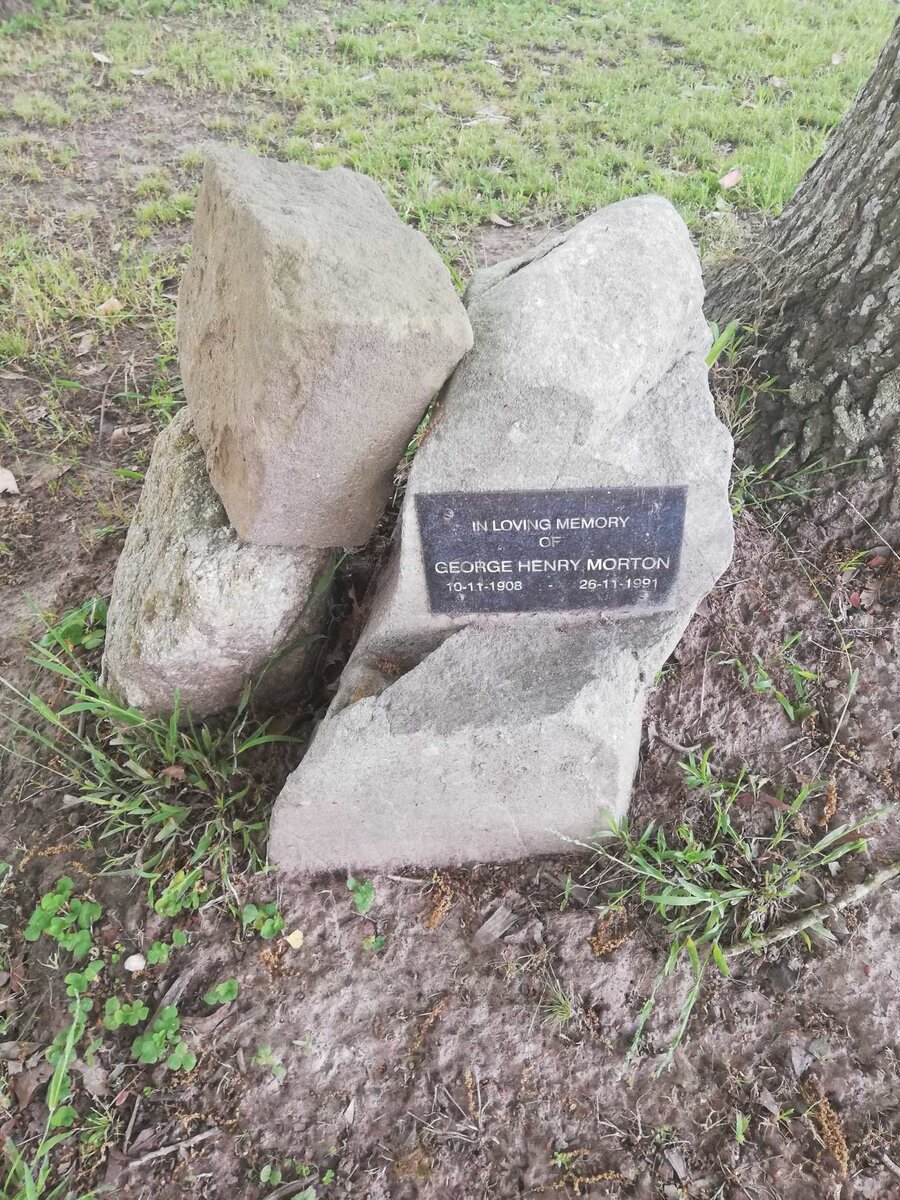 IN LOVING MEMORY
OF
GEORGE HENRY MORTON
10-11-1908 - 26-11-1991